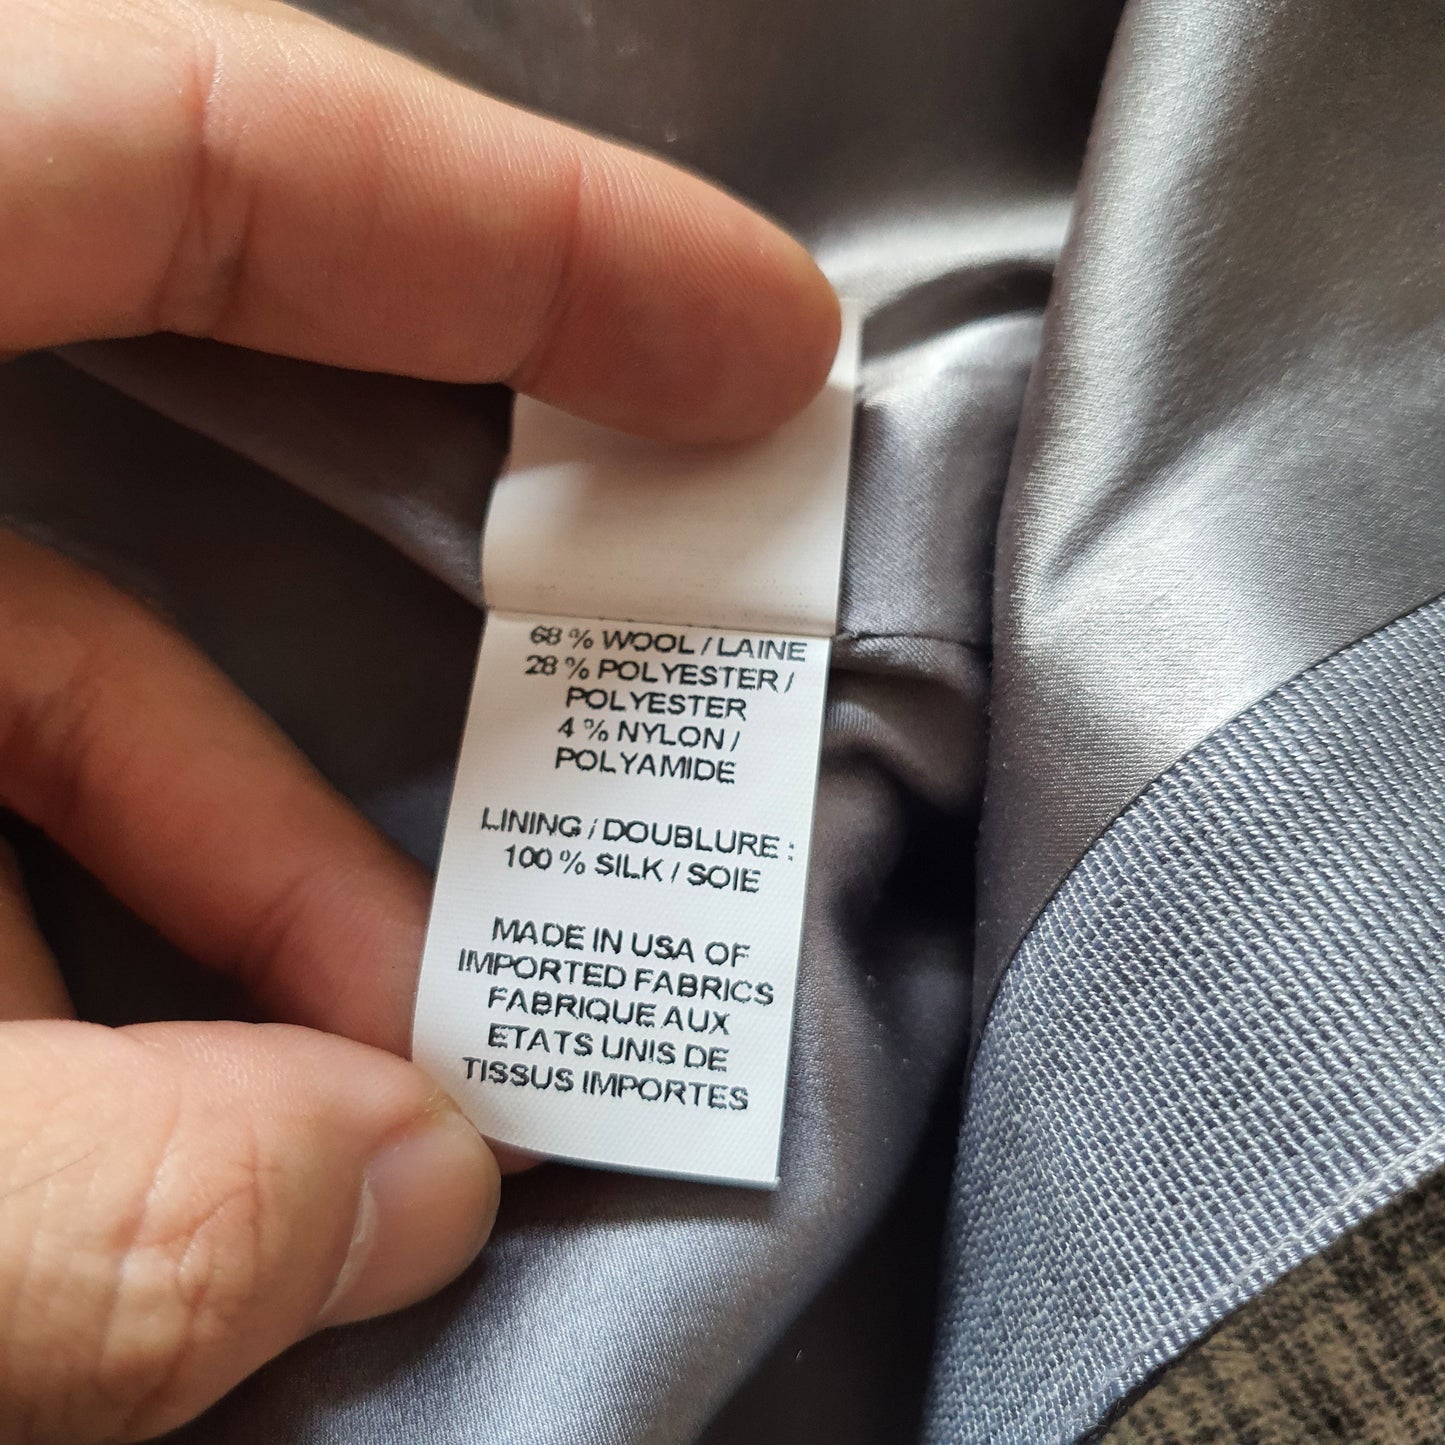 68 % WOOL / LAINE
28 % POLYESTER /
POLYESTER
4 % NYLON /
POLYAMIDE
LINING / DOUBLURE :
100 % SILK / SOIE
MADE IN USA OF
IMPORTED FABRICS
FABRIQUE AUX
ETATS UNIS DE
TISSUS IMPORTES